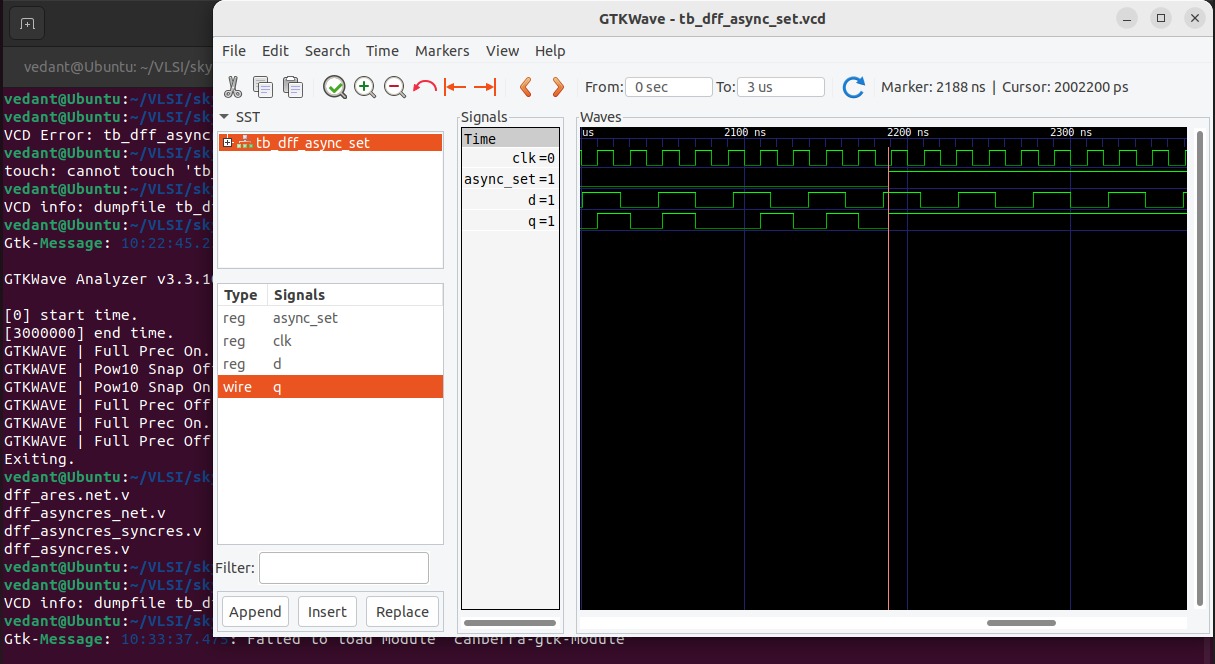 GTKWave - tb_dff_async_set.vcd
vedant@Ubuntu: ~/VLSI/sky
File Edit Search Time Markers View Help
From: 0 sec To: 3 us Marker: 2188 ns | Cursor: 2002200 ps
SST
tb_dff_async_set
Type Signals
reg async_set
reg clk
reg d
wire q
Filter:
Append Insert Replace
Signals
Time
clk =0
async_set =1
d =1
q =1
Waves
us 2100 ns 2200 ns 2300 ns
vedant@Ubuntu:~/VLSI/sk
vedant@Ubuntu:~/VLSI/sk
VCD Error: tb_dff_async
vedant@Ubuntu:~/VLSI/sk
touch: cannot touch 'tb
vedant@Ubuntu:~/VLSI/sk
VCD info: dumpfile tb_d
vedant@Ubuntu:~/VLSI/sk
Gtk-Message: 10:22:45.2
GTKWave Analyzer v3.3.1
[0] start time.
[3000000] end time.
GTKWAVE | Full Prec On.
GTKWAVE | Pow10 Snap Of
GTKWAVE | Pow10 Snap On
GTKWAVE | Full Prec Off
GTKWAVE | Full Prec On.
GTKWAVE | Full Prec Off
Exiting.
vedant@Ubuntu:~/VLSI/sk
dff_ares.net.v
dff_asyncres_net.v
dff_asyncres_syncres.v
dff_asyncres.v
vedant@Ubuntu:~/VLSI/sk
vedant@Ubuntu:~/VLSI/sk
VCD info: dumpfile tb_d
vedant@Ubuntu:~/VLSI/sk
Gtk-Message: 10:33:37.475: Failed to load module "canberra-gtk-module"